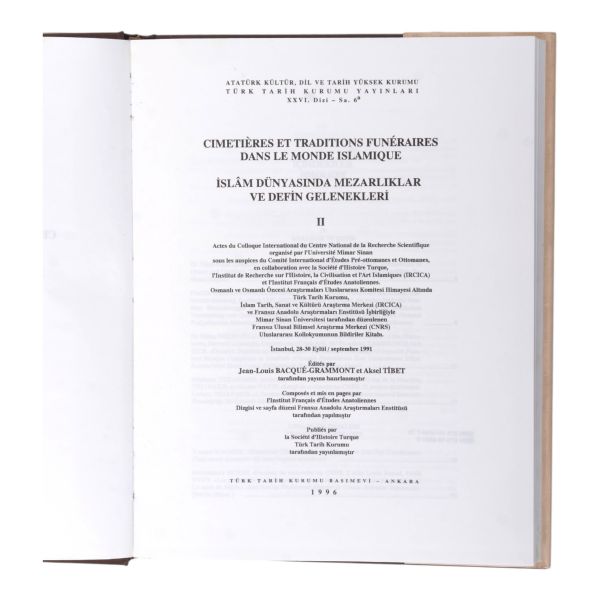 ATATÜRK KÜLTÜR, DİL VE TARİH YÜKSEK KURUMU
TÜRK TARİH KURUMU YAYINLARI
XXVI. Dizi – Sa. 6ᵇ
CIMETIÈRES ET TRADITIONS FUNÉRAIRES
DANS LE MONDE ISLAMIQUE
İSLÂM DÜNYASINDA MEZARLIKLAR
VE DEFİN GELENEKLERİ
II
Actes du Colloque International du Centre National de la Recherche Scientifique
organisé par l'Université Mimar Sinan
sous les auspices du Comité International d'Études Pré-ottomanes et Ottomanes,
en collaboration avec la Société d'Histoire Turque,
l'Institut de Recherche sur l'Histoire, la Civilisation et l'Art Islamiques (IRCICA)
et l'Institut Français d'Études Anatoliennes.
Osmanlı ve Osmanlı Öncesi Araştırmaları Uluslararası Komitesi Himayesi Altında
Türk Tarih Kurumu,
İslam Tarih, Sanat ve Kültürü Araştırma Merkezi (IRCICA)
ve Fransız Anadolu Araştırmaları Enstitüsü İşbirliğiyle
Mimar Sinan Üniversitesi tarafından düzenlenen
Fransız Ulusal Bilimsel Araştırma Merkezi (CNRS)
Uluslararası Kollokyumunun Bildiriler Kitabı.
İstanbul, 28-30 Eylül / septembre 1991
Édités par
Jean-Louis BACQUÉ-GRAMMONT et Aksel TİBET
tarafından yayına hazırlanmıştır
Composés et mis en pages par
l'Institut Français d'Études Anatoliennes
Dizgisi ve sayfa düzeni Fransız Anadolu Araştırmaları Enstitüsü
tarafından yapılmıştır
Publiés par
la Société d'Histoire Turque
Türk Tarih Kurumu
tarafından yayınlamıştır
TÜRK TARİH KURUMU BASIMEVİ – ANKARA
1996